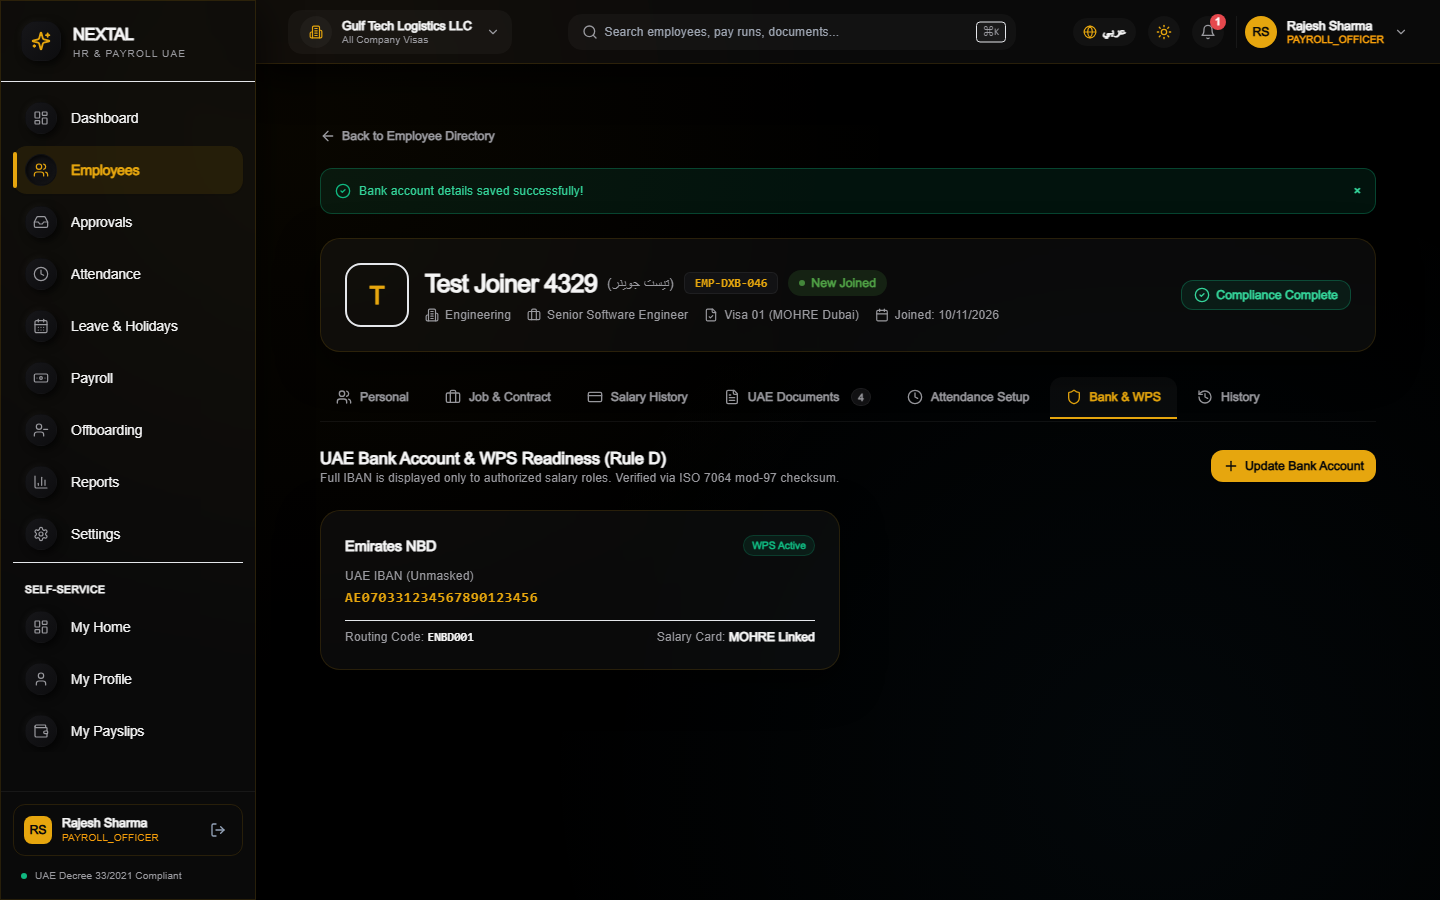 NEXTAL
HR & PAYROLL UAE
Gulf Tech Logistics LLC
All Company Visas
Search employees, pay runs, documents...
⌘K
عربي
1
RS
Rajesh Sharma
PAYROLL_OFFICER
Dashboard
Employees
Approvals
Attendance
Leave & Holidays
Payroll
Offboarding
Reports
Settings
SELF-SERVICE
My Home
My Profile
My Payslips
RS
Rajesh Sharma
PAYROLL_OFFICER
UAE Decree 33/2021 Compliant
Back to Employee Directory
Bank account details saved successfully!
×
T
Test Joiner 4329 (تيست جوينر) EMP-DXB-046 New Joined
Engineering Senior Software Engineer Visa 01 (MOHRE Dubai) Joined: 10/11/2026
Compliance Complete
Personal Job & Contract Salary History UAE Documents 4 Attendance Setup Bank & WPS History
UAE Bank Account & WPS Readiness (Rule D)
Full IBAN is displayed only to authorized salary roles. Verified via ISO 7064 mod-97 checksum.
Update Bank Account
Emirates NBD
WPS Active
UAE IBAN (Unmasked)
AE070331234567890123456
Routing Code: ENBD001
Salary Card: MOHRE Linked